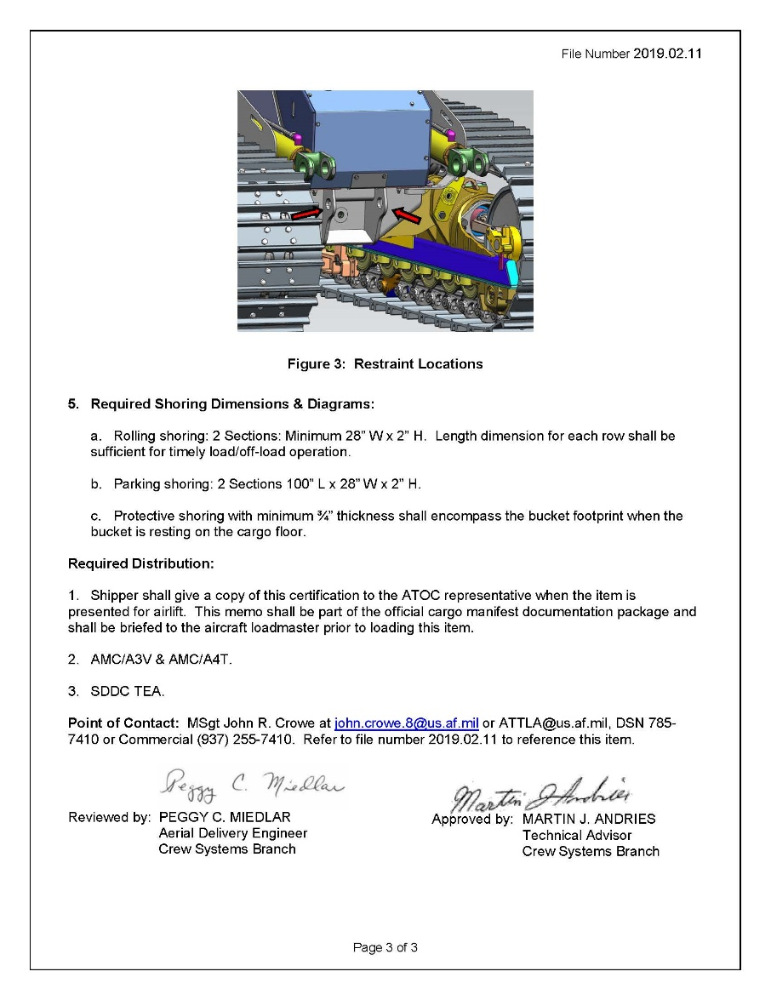 File Number 2019.02.11
Figure 3: Restraint Locations
5. Required Shoring Dimensions & Diagrams:
a. Rolling shoring: 2 Sections: Minimum 28” W x 2” H. Length dimension for each row shall be
sufficient for timely load/off-load operation.
b. Parking shoring: 2 Sections 100” L x 28” W x 2” H.
c. Protective shoring with minimum ¾” thickness shall encompass the bucket footprint when the
bucket is resting on the cargo floor.
Required Distribution:
1. Shipper shall give a copy of this certification to the ATOC representative when the item is
presented for airlift. This memo shall be part of the official cargo manifest documentation package and
shall be briefed to the aircraft loadmaster prior to loading this item.
2. AMC/A3V & AMC/A4T.
3. SDDC TEA.
Point of Contact: MSgt John R. Crowe at john.crowe.8@us.af.mil or ATTLA@us.af.mil, DSN 785-
7410 or Commercial (937) 255-7410. Refer to file number 2019.02.11 to reference this item.
Peggy C. Miedlar
Reviewed by: PEGGY C. MIEDLAR
Aerial Delivery Engineer
Crew Systems Branch
Martin J Andries
Approved by: MARTIN J. ANDRIES
Technical Advisor
Crew Systems Branch
Page 3 of 3